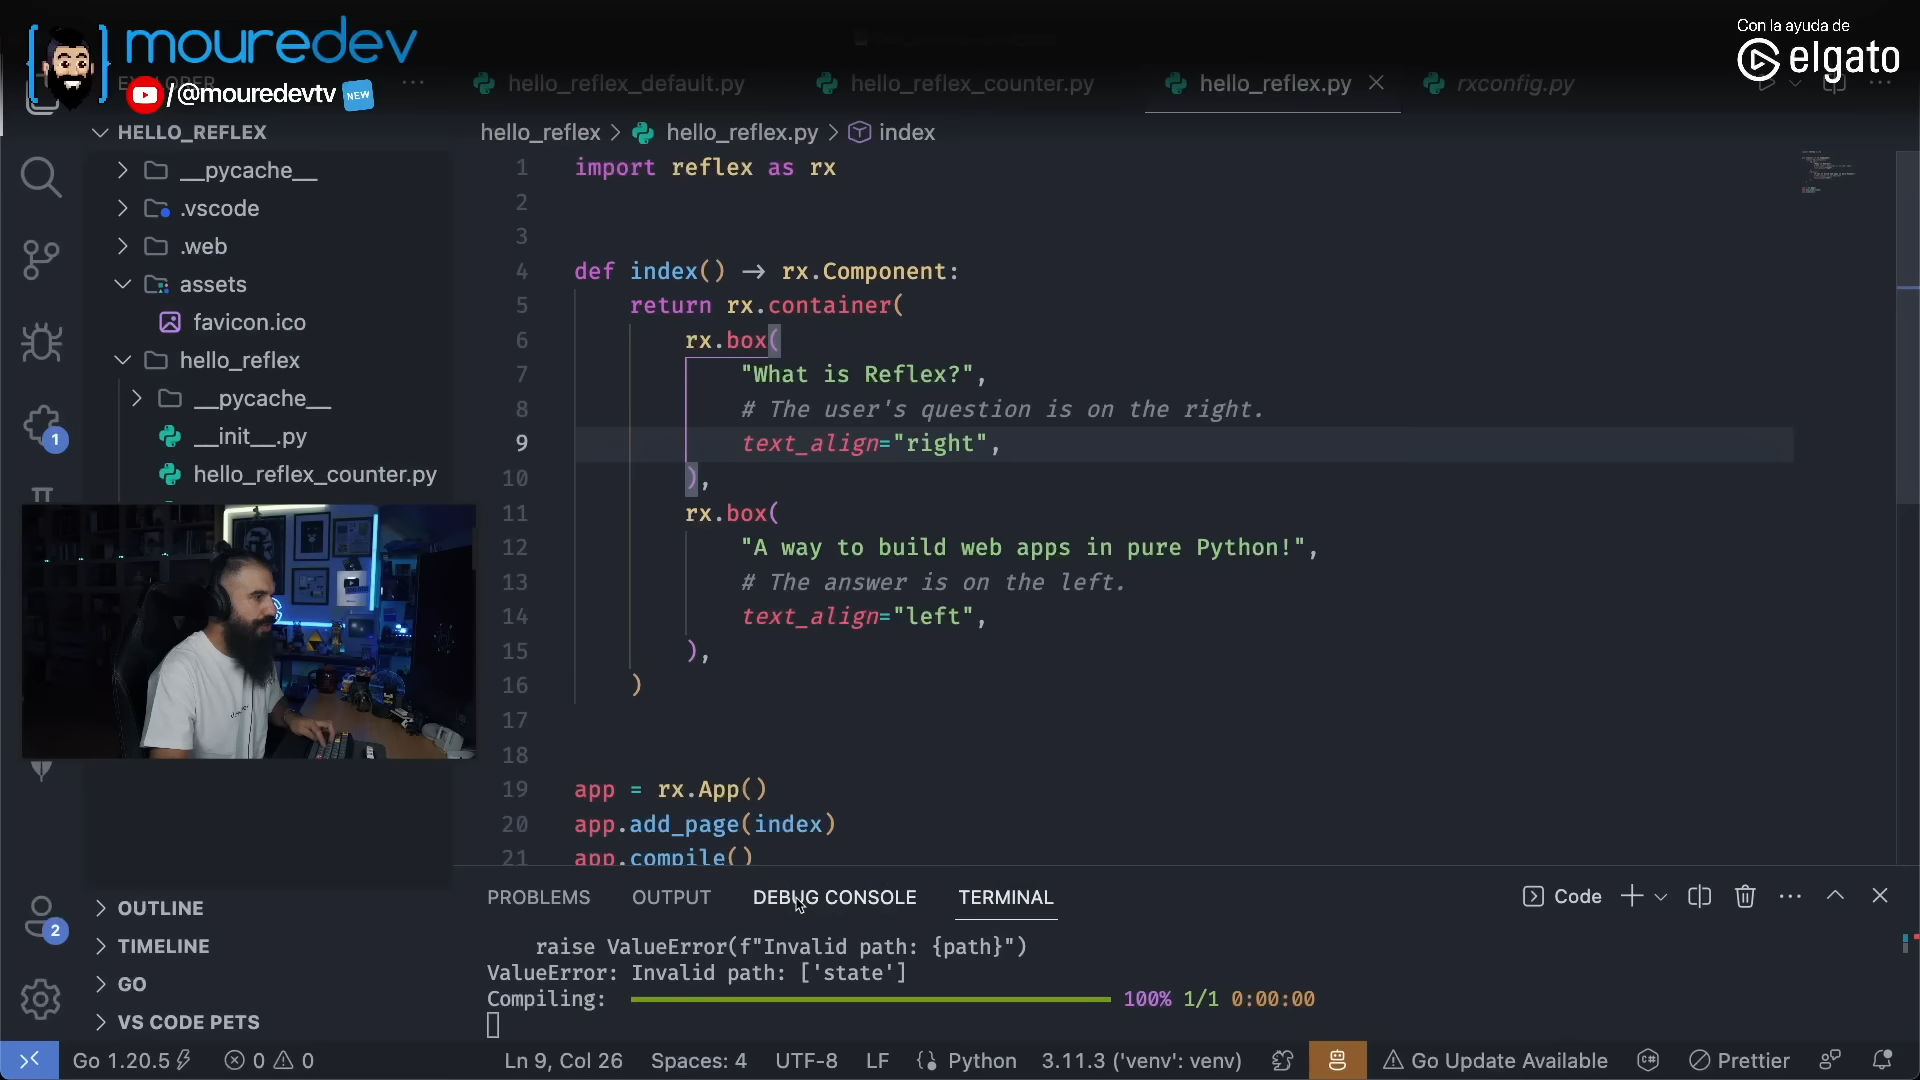 mouredev
/@mouredevtv NEW
Con la ayuda de
elgato
EXPLORER
hello_reflex_default.py
hello_reflex_counter.py
hello_reflex.py
rxconfig.py
HELLO_REFLEX
__pycache__
.vscode
.web
assets
favicon.ico
hello_reflex
__pycache__
__init__.py
hello_reflex_counter.py
1
2
OUTLINE
TIMELINE
GO
VS CODE PETS
hello_reflex > hello_reflex.py > index
1 import reflex as rx
2
3
4 def index() → rx.Component:
5 return rx.container(
6 rx.box(
7 "What is Reflex?",
8 # The user's question is on the right.
9 text_align="right",
10 ),
11 rx.box(
12 "A way to build web apps in pure Python!",
13 # The answer is on the left.
14 text_align="left",
15 ),
16 )
17
18
19 app = rx.App()
20 app.add_page(index)
21 app.compile()
PROBLEMS OUTPUT DEBUG CONSOLE TERMINAL
Code
raise ValueError(f"Invalid path: {path}")
ValueError: Invalid path: ['state']
Compiling: 100% 1/1 0:00:00
Go 1.20.5 0 0 Ln 9, Col 26 Spaces: 4 UTF-8 LF Python 3.11.3 ('venv': venv) Go Update Available Prettier